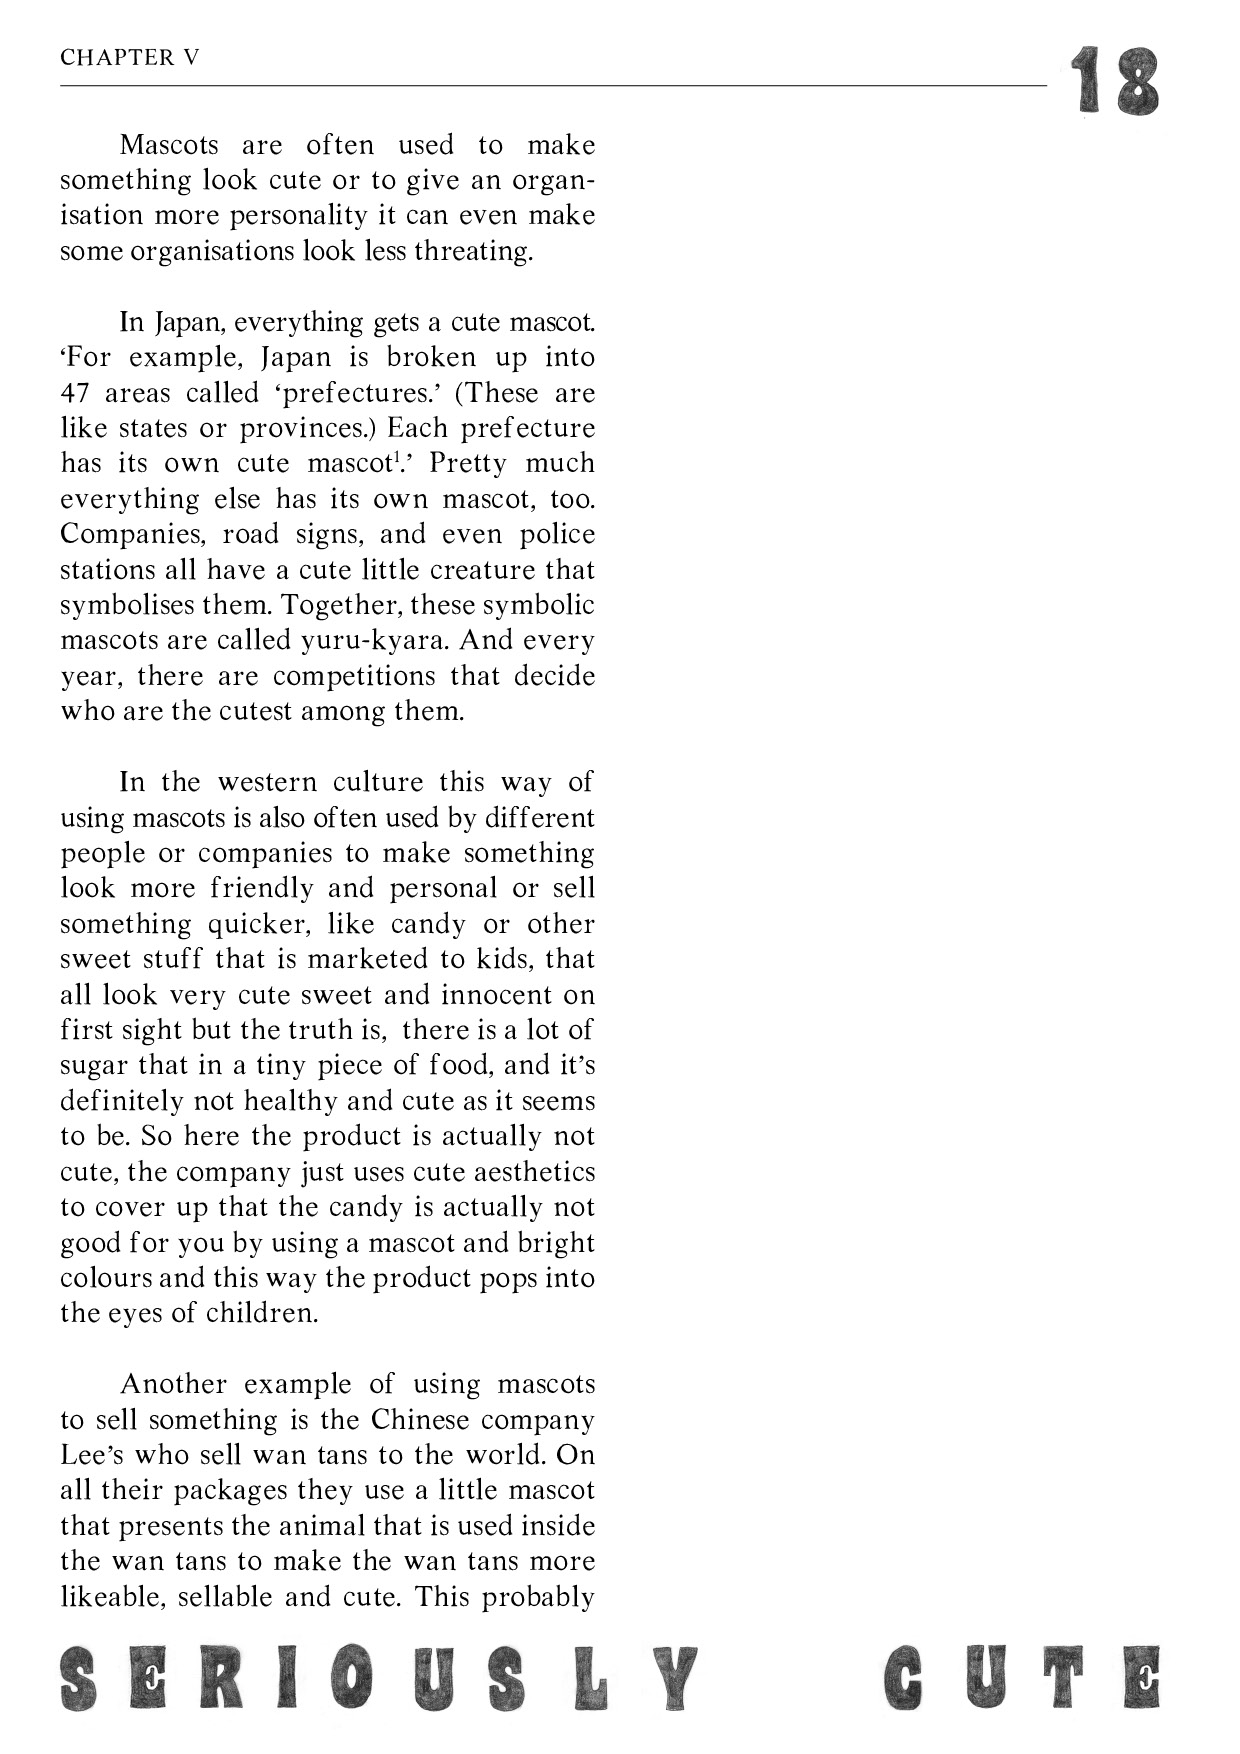 CHAPTER V
18
Mascots are often used to make
something look cute or to give an organ-
isation more personality it can even make
some organisations look less threating.
In Japan, everything gets a cute mascot.
‘For example, Japan is broken up into
47 areas called ‘prefectures.’ (These are
like states or provinces.) Each prefecture
has its own cute mascot¹.’ Pretty much
everything else has its own mascot, too.
Companies, road signs, and even police
stations all have a cute little creature that
symbolises them. Together, these symbolic
mascots are called yuru-kyara. And every
year, there are competitions that decide
who are the cutest among them.
In the western culture this way of
using mascots is also often used by different
people or companies to make something
look more friendly and personal or sell
something quicker, like candy or other
sweet stuff that is marketed to kids, that
all look very cute sweet and innocent on
first sight but the truth is, there is a lot of
sugar that in a tiny piece of food, and it’s
definitely not healthy and cute as it seems
to be. So here the product is actually not
cute, the company just uses cute aesthetics
to cover up that the candy is actually not
good for you by using a mascot and bright
colours and this way the product pops into
the eyes of children.
Another example of using mascots
to sell something is the Chinese company
Lee’s who sell wan tans to the world. On
all their packages they use a little mascot
that presents the animal that is used inside
the wan tans to make the wan tans more
likeable, sellable and cute. This probably
SERIOUSLY CUTE